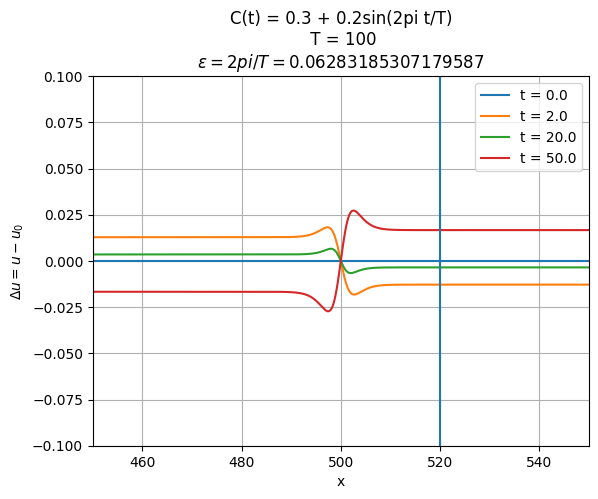 C(t) = 0.3 + 0.2sin(2pi t/T)
T = 100
ε = 2pi/T = 0.06283185307179587
0.100
0.075
0.050
0.025
0.000
−0.025
−0.050
−0.075
−0.100
Δu = u − u₀
t = 0.0
t = 2.0
t = 20.0
t = 50.0
460
480
500
520
540
x